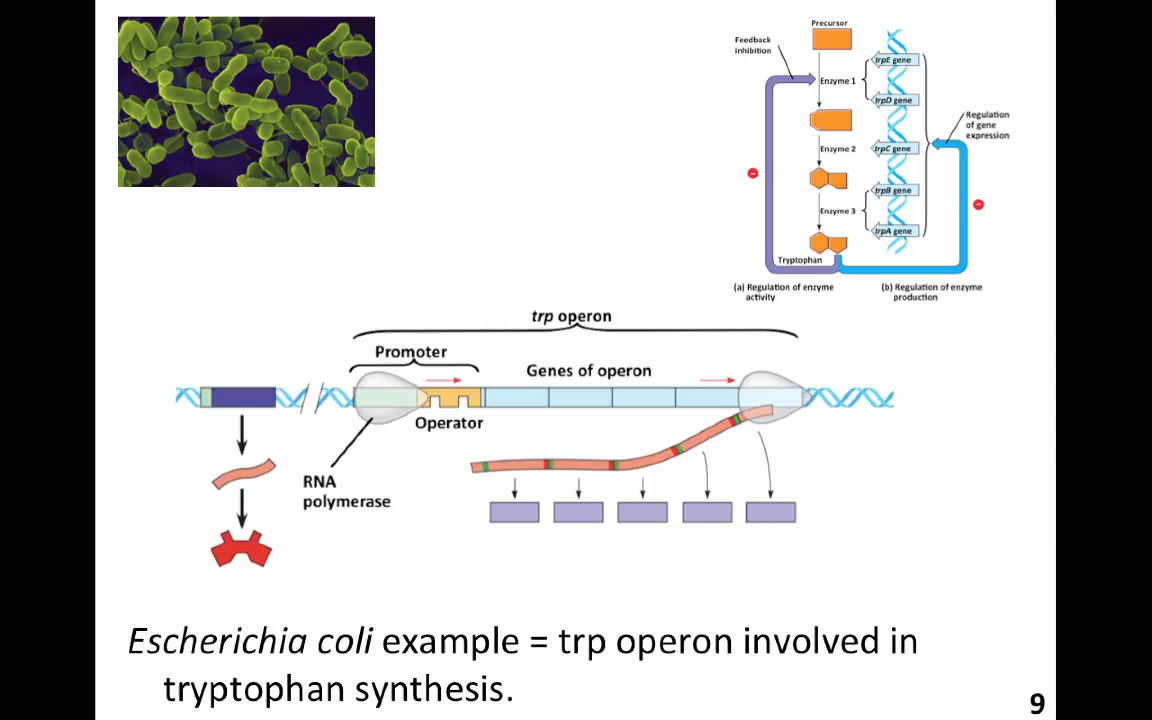 Precursor
Feedback
inhibition
trpE gene
Enzyme 1
trpD gene
Regulation
of gene
expression
Enzyme 2
trpC gene
trpB gene
Enzyme 3
trpA gene
Tryptophan
(a) Regulation of enzyme
activity
(b) Regulation of enzyme
production
trp operon
Promoter
Genes of operon
Operator
RNA
polymerase
Escherichia coli example = trp operon involved in
tryptophan synthesis.
9